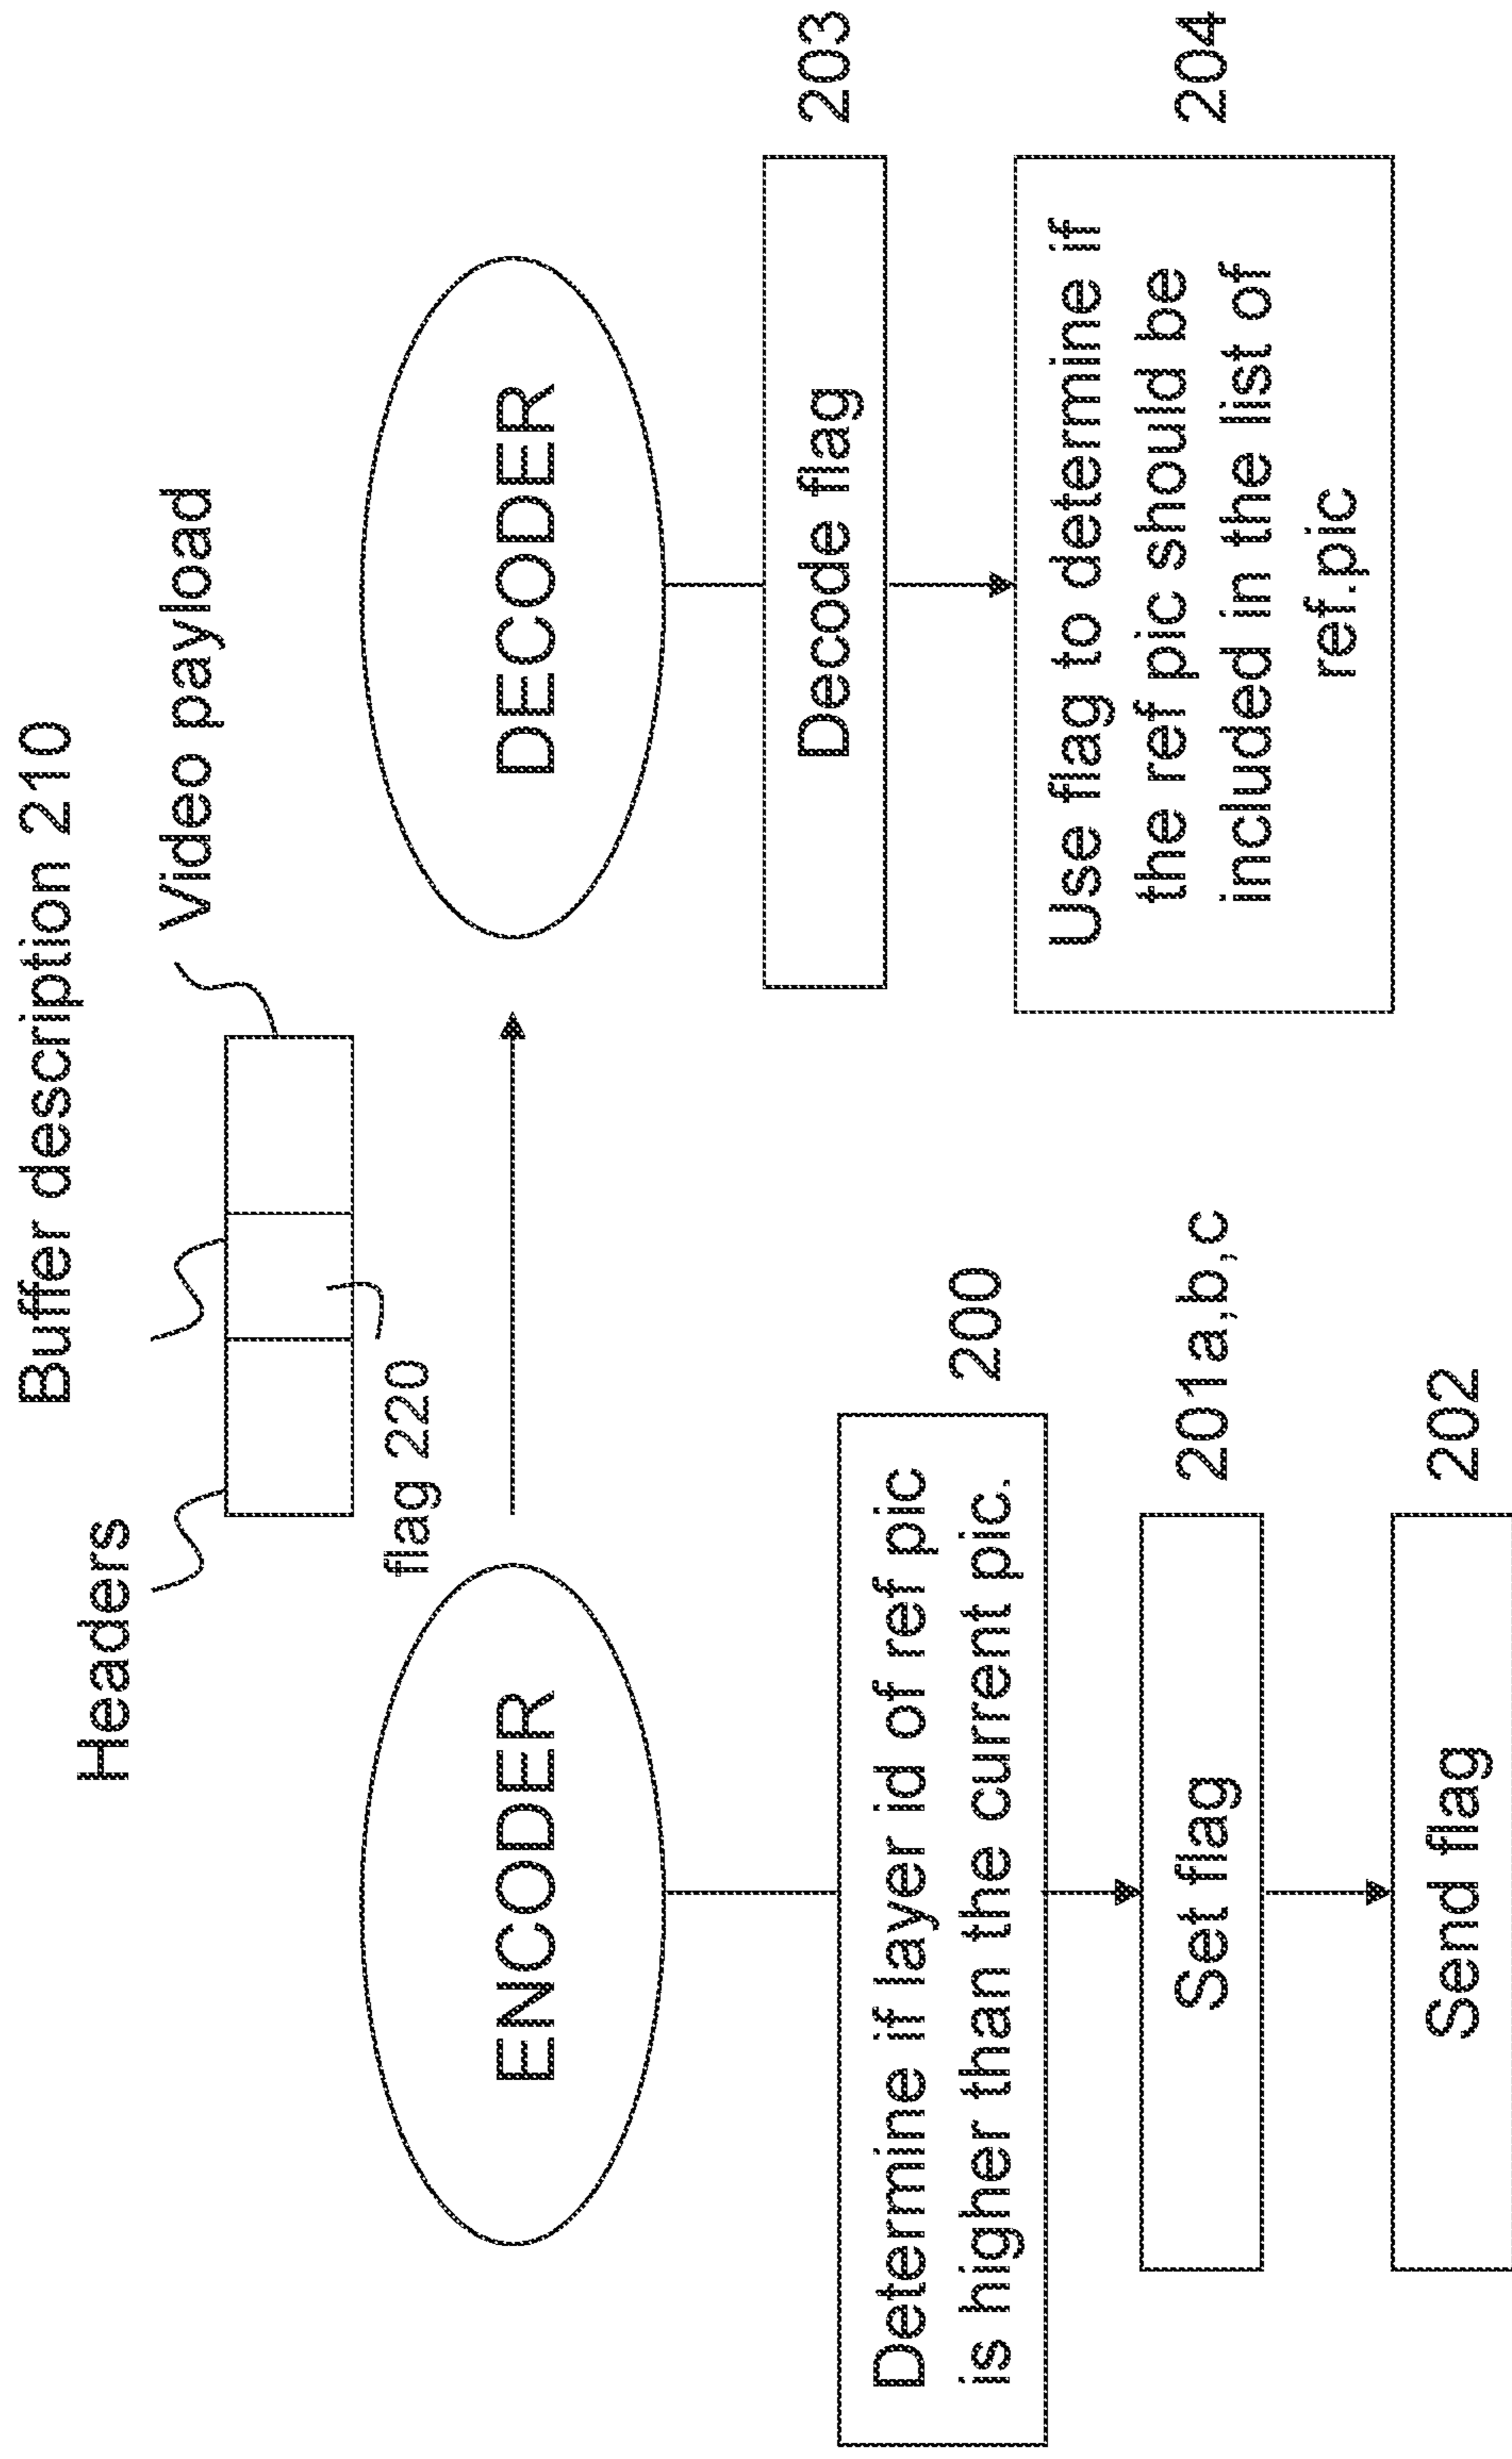 Buffer description 210
Headers
Video payload
flag 220
ENCODER
DECODER
Determine if layer id of ref pic
is higher than the current pic.
200
Set flag
201a,b,c
Send flag
202
Decode flag
203
Use flag to determine if
the ref pic should be
included in the list of
ref.pic
204